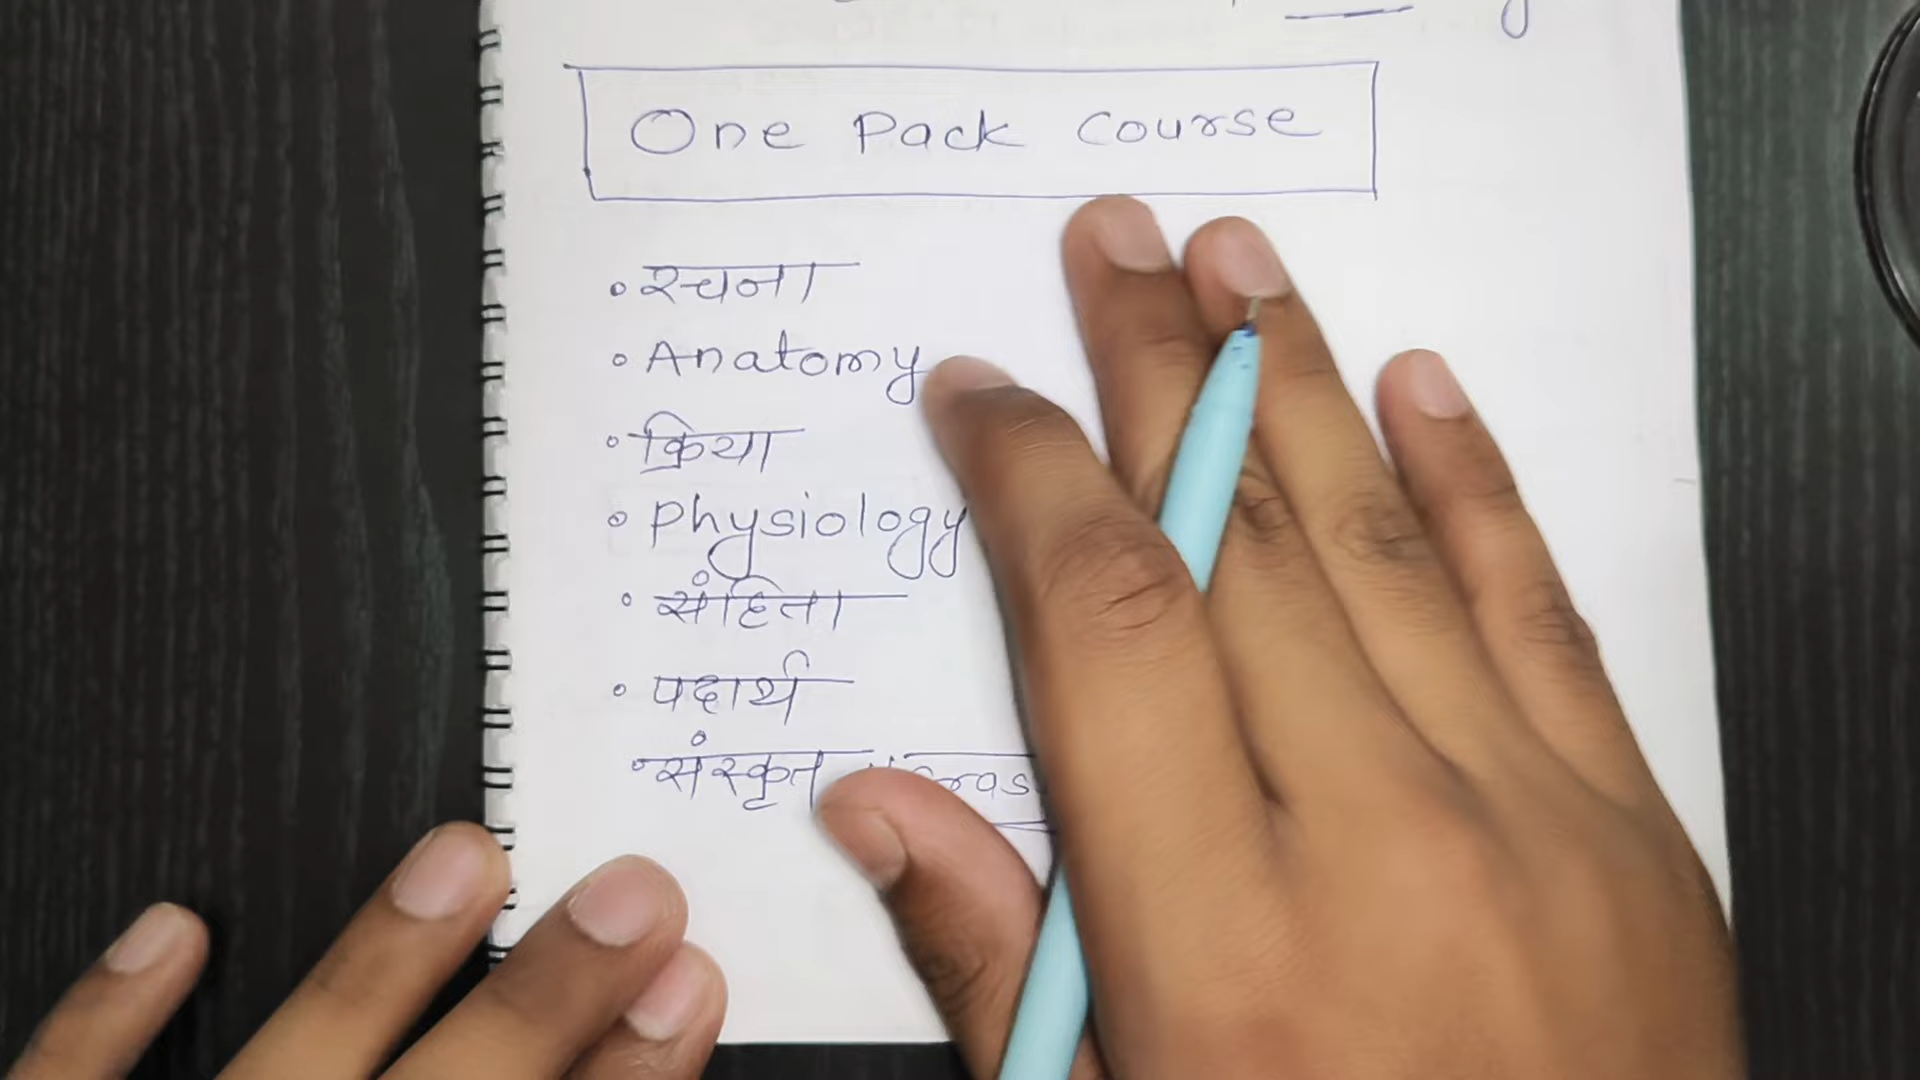 One Pack Course
• रचना
• Anatomy
• क्रिया
• Physiology
• संहिता
• पदार्थ
• संस्कृत